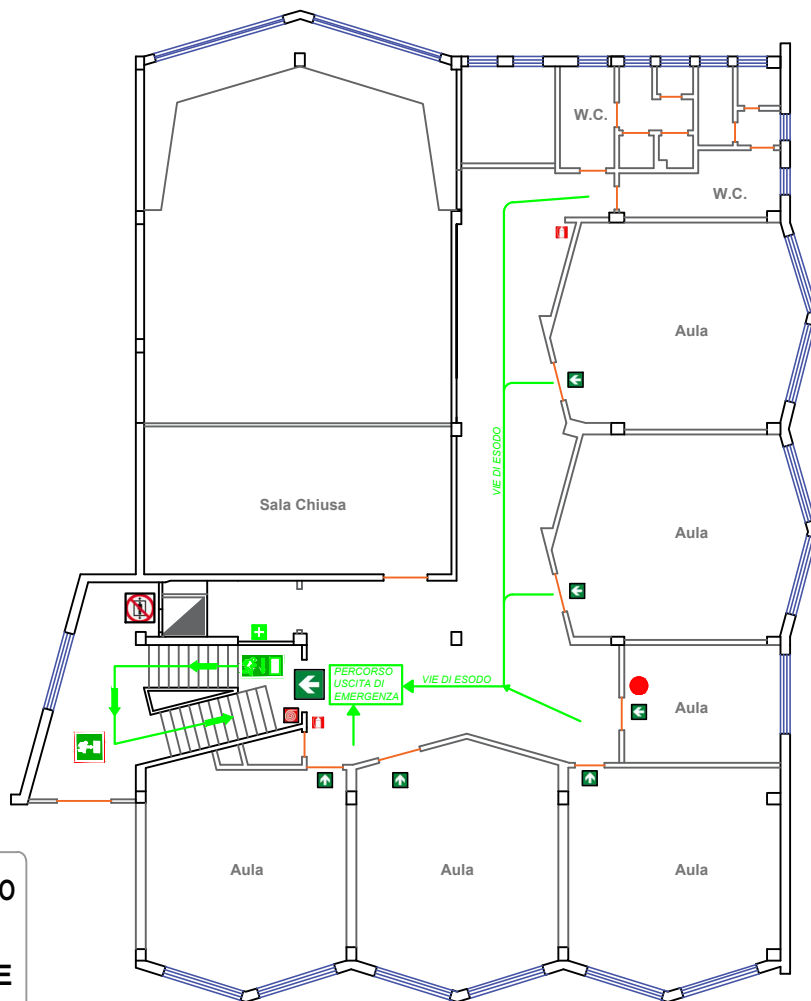 W.C.
W.C.
Aula
VIE DI ESODO
Sala Chiusa
Aula
PERCORSO
USCITA DI
EMERGENZA
VIE DI ESODO
Aula
Aula
Aula
Aula
O
E